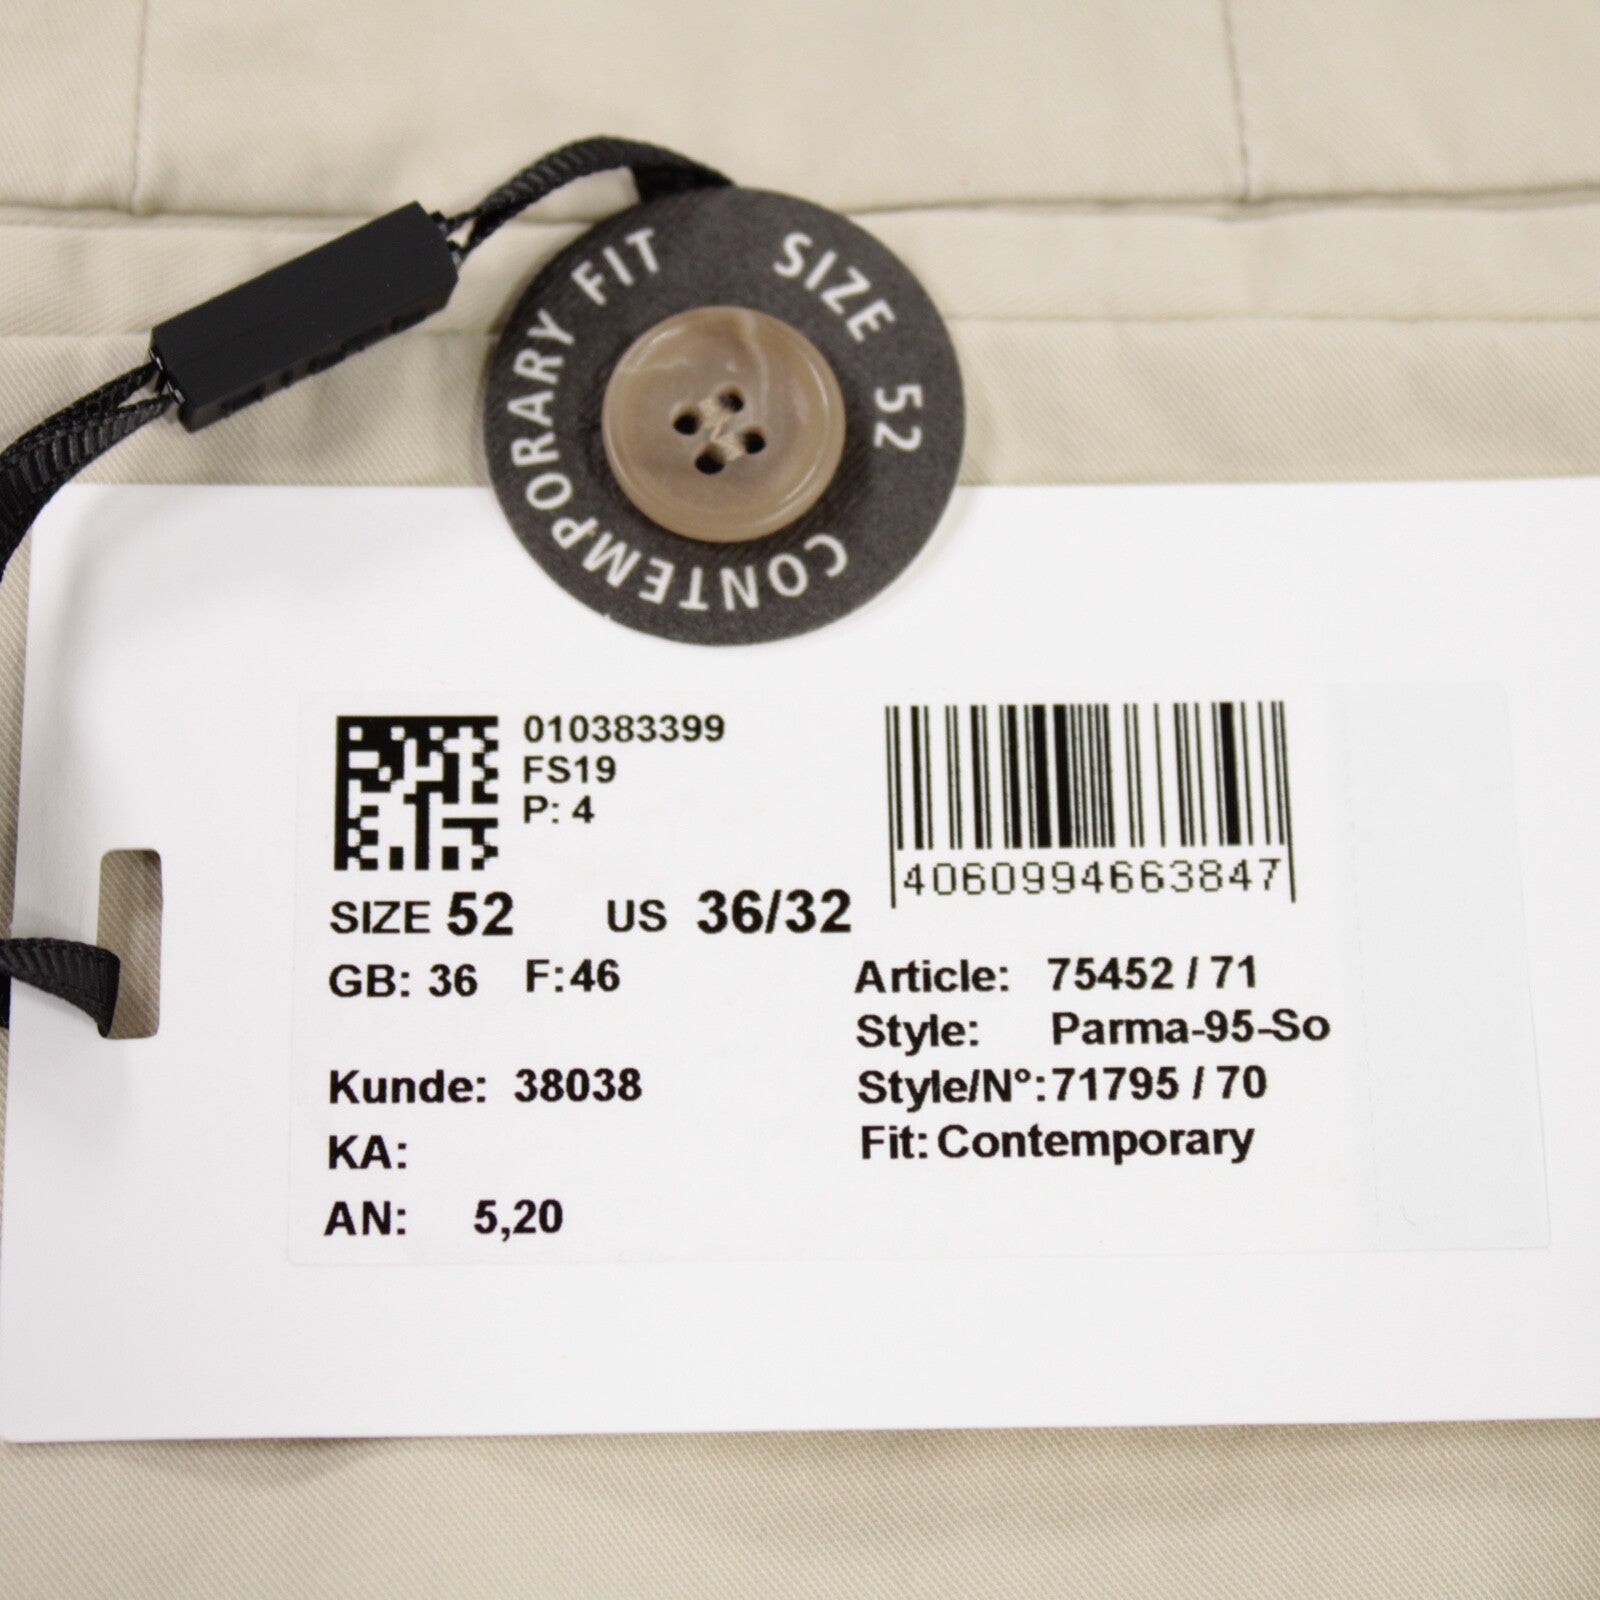 CONTEMPORARY FIT
SIZE 52
010383399
FS19
P: 4
4060994663847
SIZE 52 US 36/32
GB: 36 F:46
Kunde: 38038
KA:
AN: 5,20
Article: 75452 / 71
Style: Parma-95-So
Style/N°:71795 / 70
Fit: Contemporary